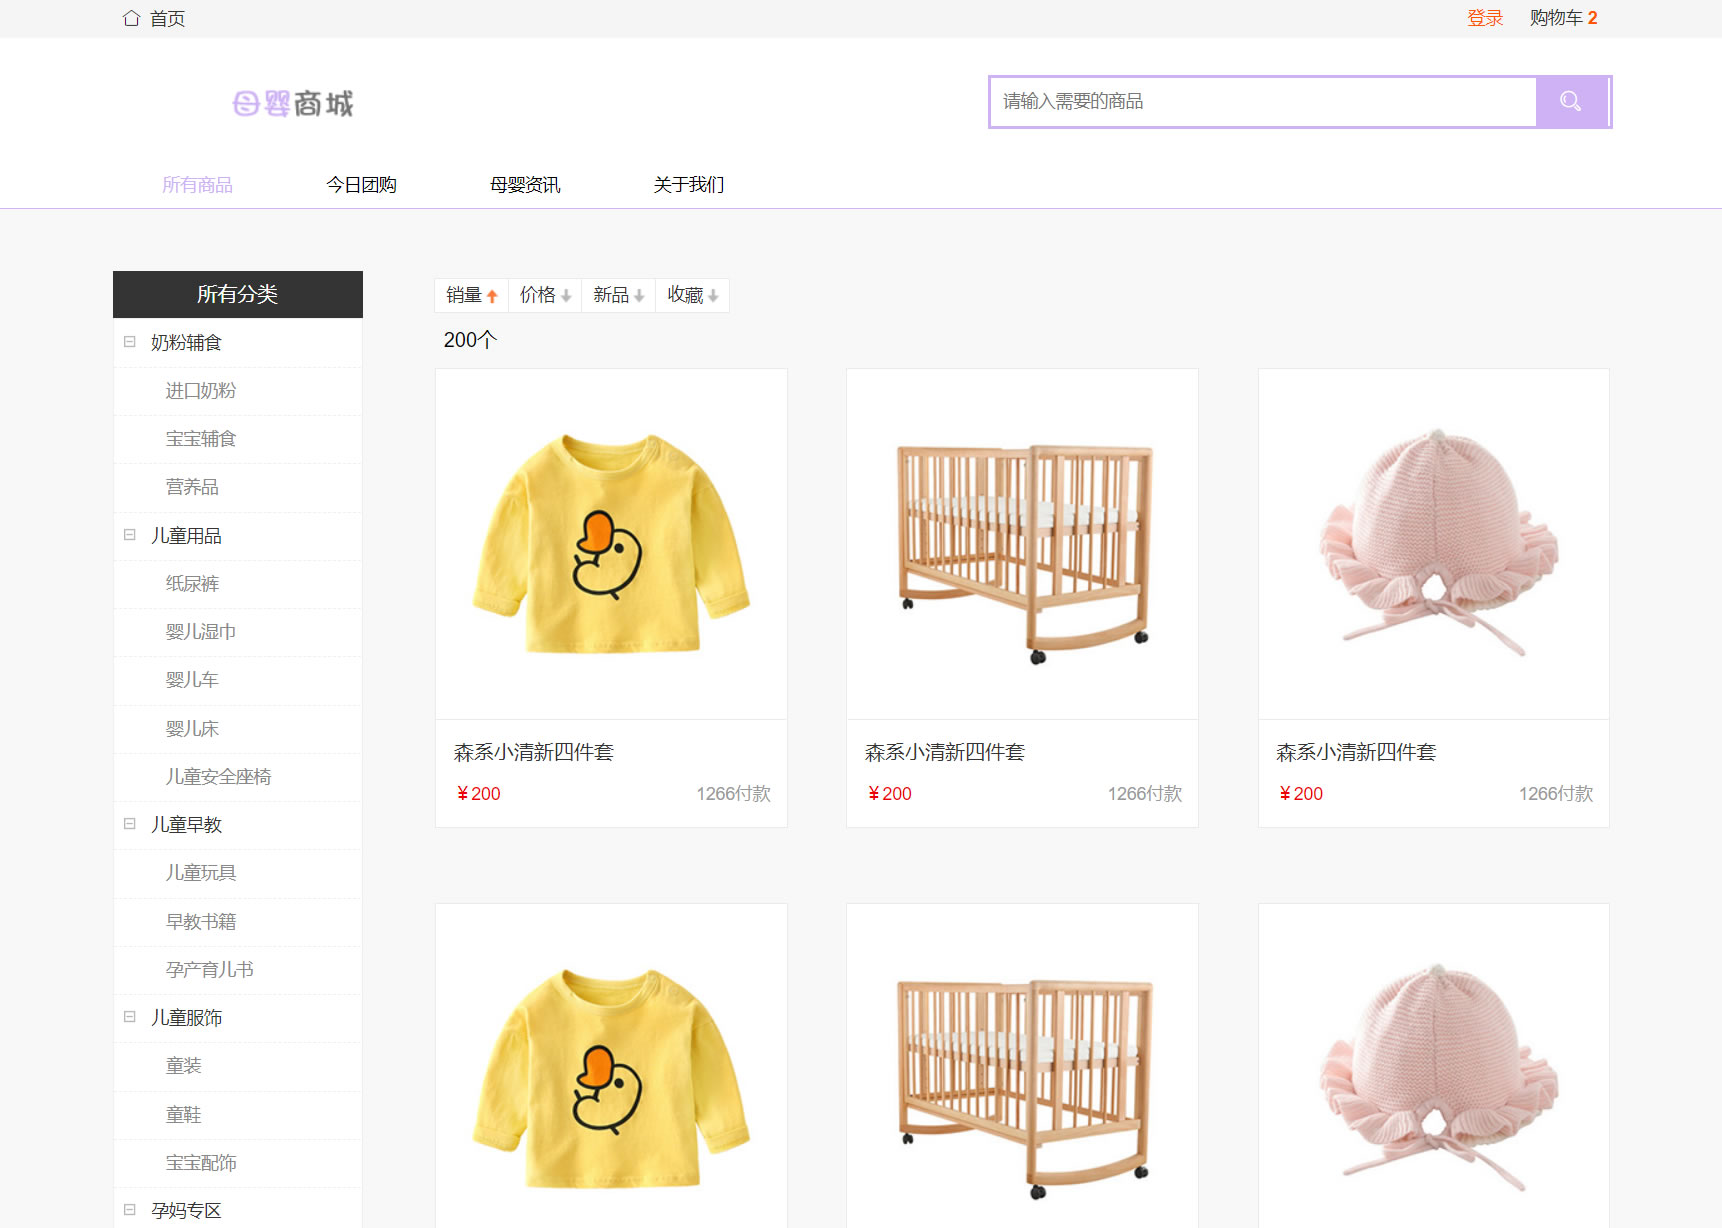 首页
登录 购物车 2
母婴商城
请输入需要的商品
所有商品 今日团购 母婴资讯 关于我们
所有分类
奶粉辅食
进口奶粉
宝宝辅食
营养品
儿童用品
纸尿裤
婴儿湿巾
婴儿车
婴儿床
儿童安全座椅
儿童早教
儿童玩具
早教书籍
孕产育儿书
儿童服饰
童装
童鞋
宝宝配饰
孕妈专区
销量 价格 新品 收藏
200个
森系小清新四件套
¥200 1266付款
森系小清新四件套
¥200 1266付款
森系小清新四件套
¥200 1266付款